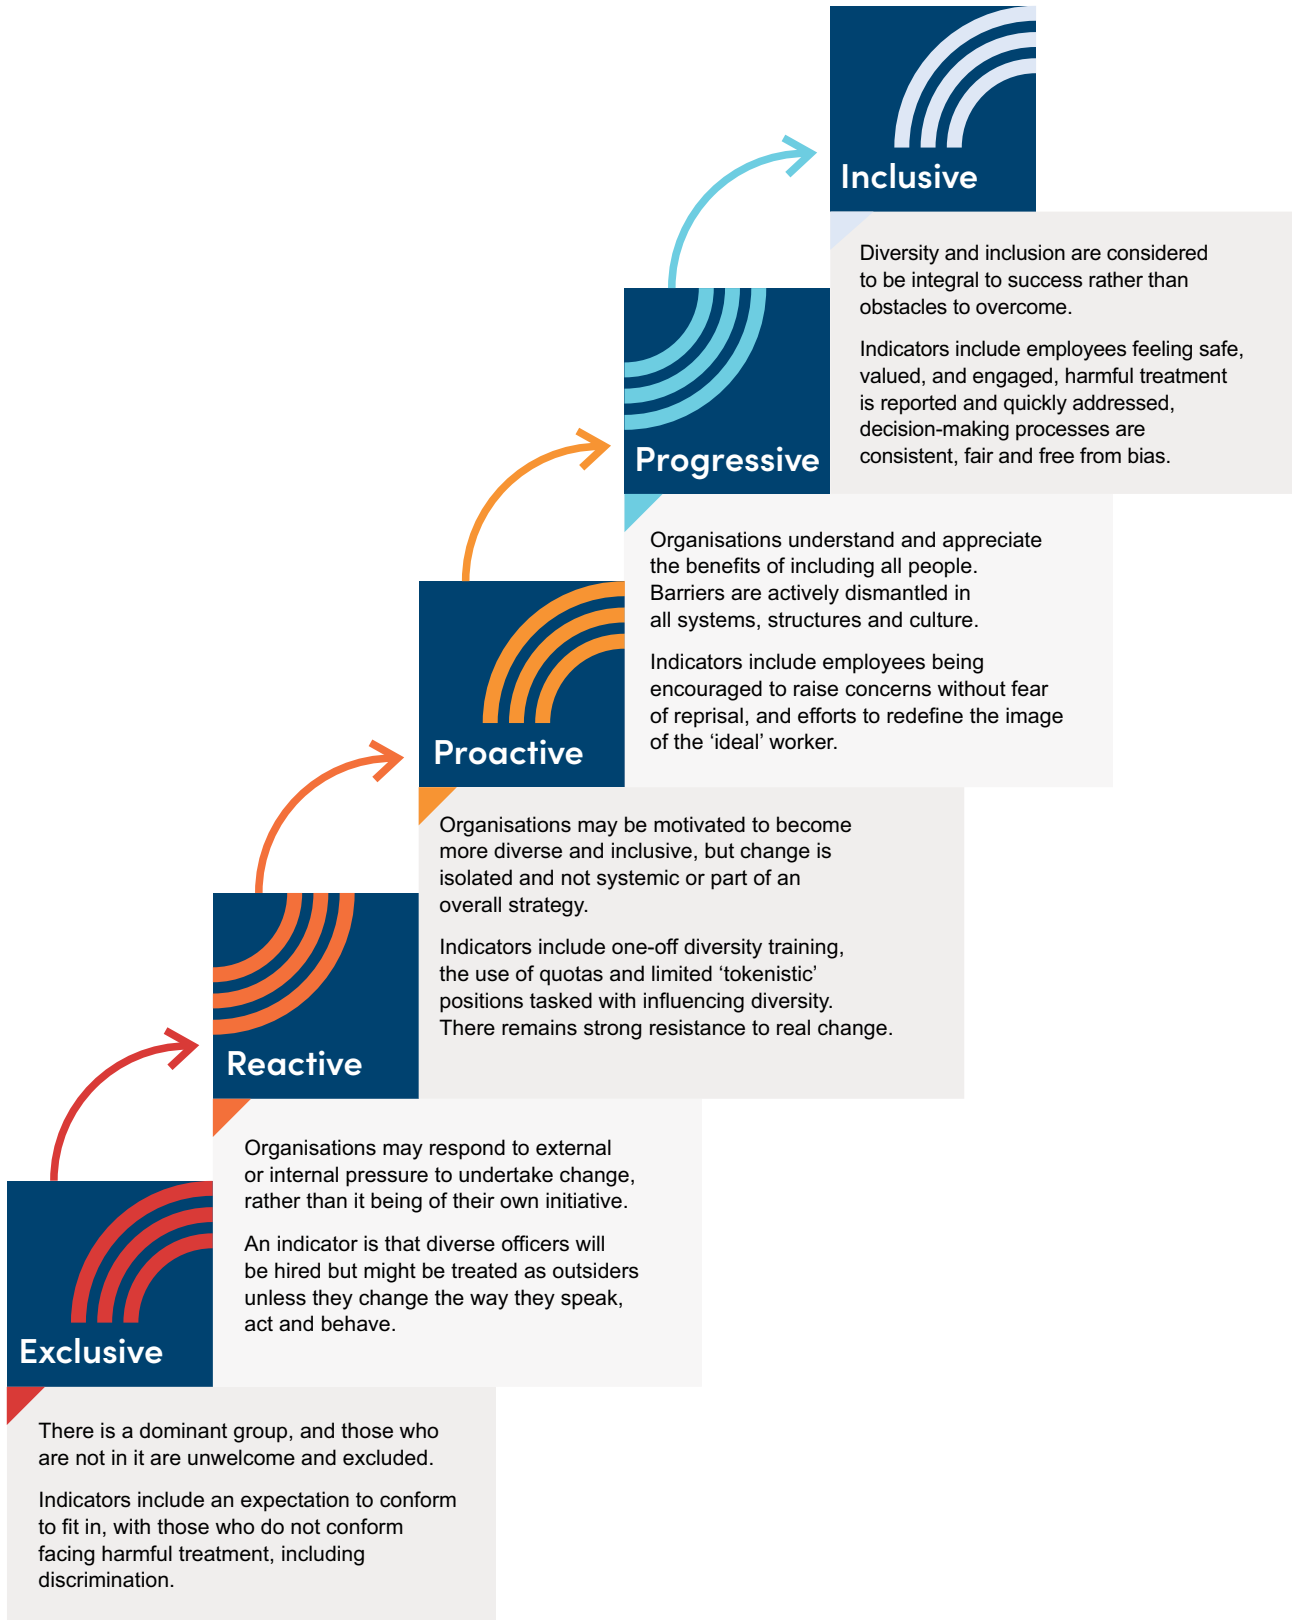 Inclusive
Diversity and inclusion are considered
to be integral to success rather than
obstacles to overcome.
Indicators include employees feeling safe,
valued, and engaged, harmful treatment
is reported and quickly addressed,
decision-making processes are
consistent, fair and free from bias.
Progressive
Organisations understand and appreciate
the benefits of including all people.
Barriers are actively dismantled in
all systems, structures and culture.
Indicators include employees being
encouraged to raise concerns without fear
of reprisal, and efforts to redefine the image
of the ‘ideal’ worker.
Proactive
Organisations may be motivated to become
more diverse and inclusive, but change is
isolated and not systemic or part of an
overall strategy.
Indicators include one-off diversity training,
the use of quotas and limited ‘tokenistic’
positions tasked with influencing diversity.
There remains strong resistance to real change.
Reactive
Organisations may respond to external
or internal pressure to undertake change,
rather than it being of their own initiative.
An indicator is that diverse officers will
be hired but might be treated as outsiders
unless they change the way they speak,
act and behave.
Exclusive
There is a dominant group, and those who
are not in it are unwelcome and excluded.
Indicators include an expectation to conform
to fit in, with those who do not conform
facing harmful treatment, including
discrimination.